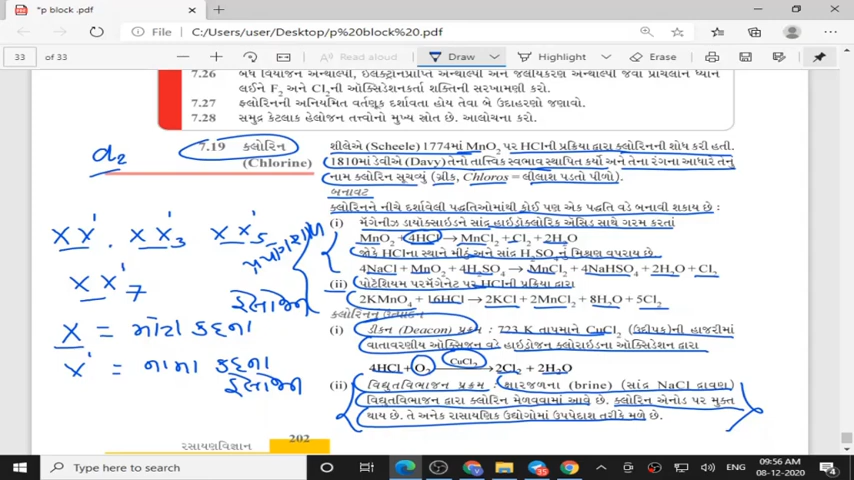 *p block .pdf
File C:/Users/user/Desktop/p%20block%20.pdf
33 of 33 Read aloud Draw Highlight Erase
7.26 બંધ વિયોજન એન્થાલ્પી, ઇલેક્ટ્રોનપ્રાપ્તિ એન્થાલ્પી અને જલીયકરણ એન્થાલ્પી જેવા પ્રાચલોને ધ્યાને
લઈને F2 અને Cl2ની ઓક્સિડેશનકર્તા શક્તિની સરખામણી કરો.
7.27 ફ્લોરિનની અનિયમિત વર્તણૂક દર્શાવતા હોય તેવા બે ઉદાહરણો જણાવો.
7.28 સમુદ્ર કેટલાક હેલોજન તત્ત્વોનો મુખ્ય સ્રોત છે. આલોચના કરો.
7.19 ક્લોરિન
(Chlorine)
શીલેએ (Scheele) 1774માં MnO2 પર HClની પ્રક્રિયા દ્વારા ક્લોરિનની શોધ કરી હતી.
1810માં ડેવીએ (Davy) તેનો તાત્ત્વિક સ્વભાવ સ્થાપિત કર્યો અને તેના રંગના આધારે તેનું
નામ ક્લોરિન સૂચવ્યું (ગ્રીક, Chloros = લીલાશ પડતો પીળો).
બનાવટ
ક્લોરિનને નીચે દર્શાવેલી પદ્ધતિઓમાંથી કોઈ પણ એક પદ્ધતિ વડે બનાવી શકાય છે :
(i) મેંગેનીઝ ડાયોક્સાઇડને સાંદ્ર હાઇડ્રોક્લોરિક ઍસિડ સાથે ગરમ કરતાં
MnO2 + 4HCl → MnCl2 + Cl2 + 2H2O
જોકે HClના સ્થાને મીઠું અને સાંદ્ર H2SO4નું મિશ્રણ વપરાય છે.
4NaCl + MnO2 + 4H2SO4 → MnCl2 + 4NaHSO4 + 2H2O + Cl2
(ii) પોટૅશિયમ પરમેંગેનેટ પર HClની પ્રક્રિયા દ્વારા
2KMnO4 + 16HCl → 2KCl + 2MnCl2 + 8H2O + 5Cl2
ક્લોરિનનું ઉત્પાદન
(i) ડીકન (Deacon) પ્રક્રમ : 723 K તાપમાને CuCl2 (ઉદ્દીપક)ની હાજરીમાં
વાતાવરણીય ઓક્સિજન વડે હાઇડ્રોજન ક્લોરાઇડના ઓક્સિડેશન દ્વારા
CuCl2
4HCl + O2 → 2Cl2 + 2H2O
(ii) વિદ્યુતવિભાજન પ્રક્રમ : ક્ષારજળના (brine) (સાંદ્ર NaCl દ્રાવણ)
વિદ્યુતવિભાજન દ્વારા ક્લોરિન મેળવવામાં આવે છે. ક્લોરિન એનોડ પર મુક્ત
થાય છે. તે અનેક રાસાયણિક ઉદ્યોગોમાં ઉપપેદાશ તરીકે મળે છે.
XX' . XX'3 XX'5
XX'7
X = મોટા કદના હેલોજન
X' = નાના કદના
હેલોજન
રસાયણવિજ્ઞાન 202
Type here to search
35
ENG
09:56 AM
08-12-2020
4